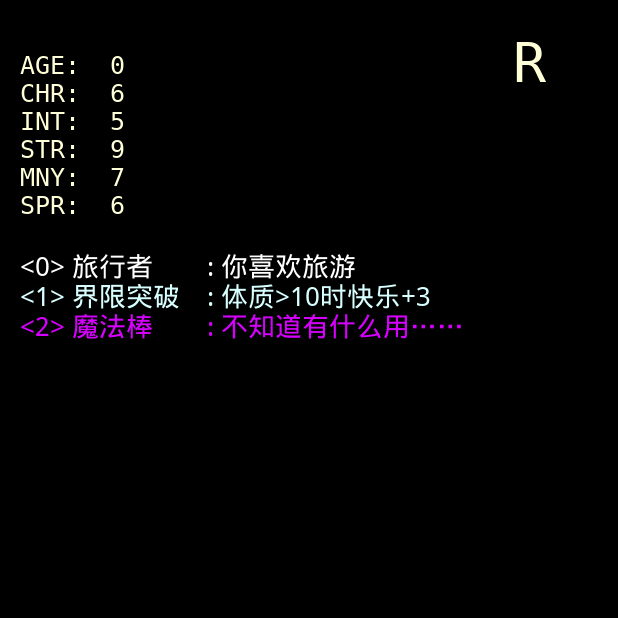 R
AGE: 0
CHR: 6
INT: 5
STR: 9
MNY: 7
SPR: 6
<0> 旅行者 : 你喜欢旅游
<1> 界限突破 : 体质>10时快乐+3
<2> 魔法棒 : 不知道有什么用……